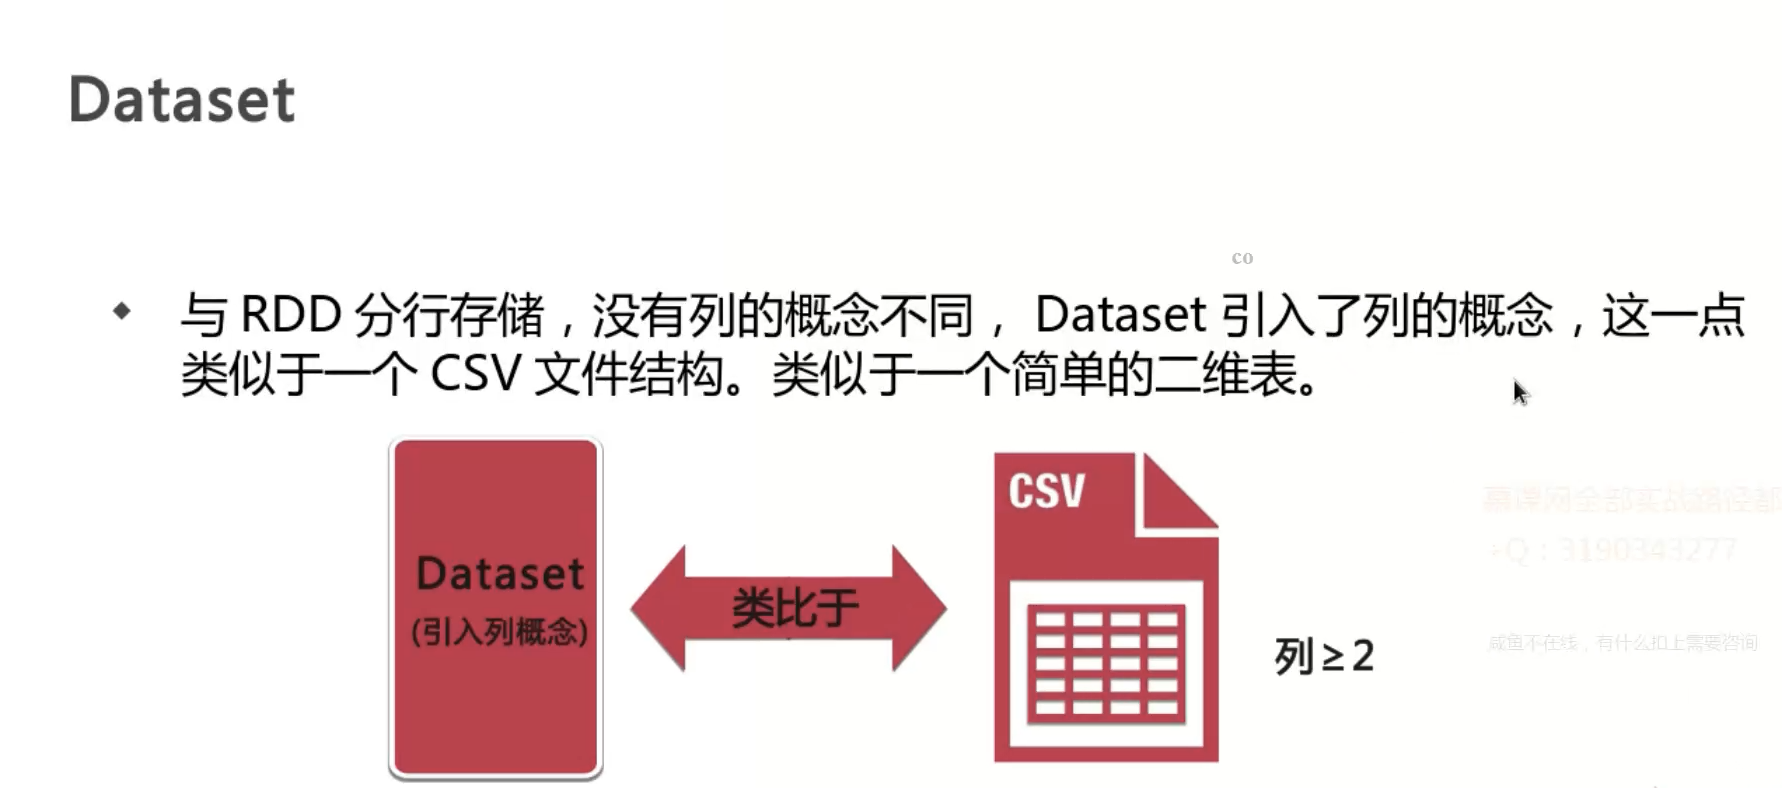 Dataset
co
与 RDD 分行存储，没有列的概念不同， Dataset 引入了列的概念，这一点
类似于一个 CSV 文件结构。类似于一个简单的二维表。
CSV
Dataset
(引入列概念)
类比于
列≥2
慕课网全部实战路径都
+Q：3190343277
咸鱼不在线，有什么扣上需要咨询